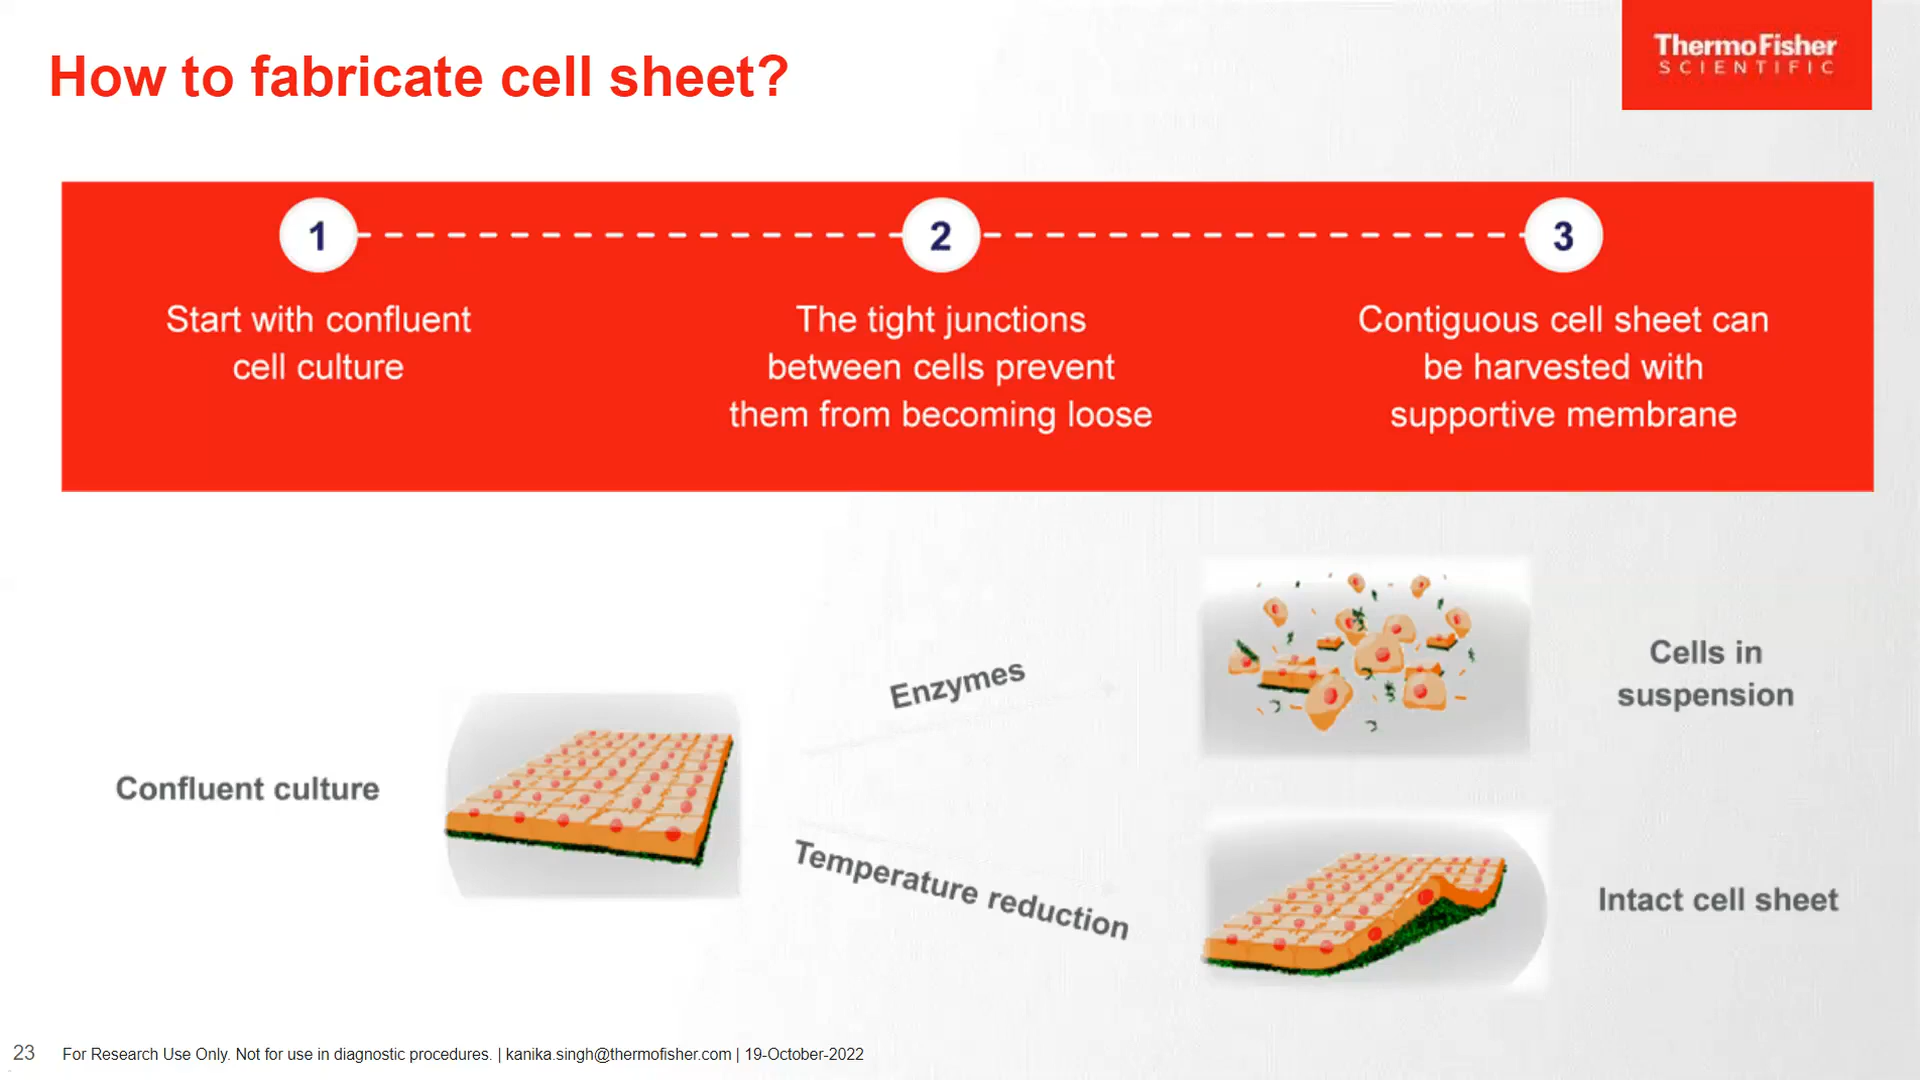 How to fabricate cell sheet?
ThermoFisher
SCIENTIFIC
1
2
3
Start with confluent
cell culture
The tight junctions
between cells prevent
them from becoming loose
Contiguous cell sheet can
be harvested with
supportive membrane
Confluent culture
Enzymes
Temperature reduction
Cells in
suspension
Intact cell sheet
23 For Research Use Only. Not for use in diagnostic procedures. | kanika.singh@thermofisher.com | 19-October-2022